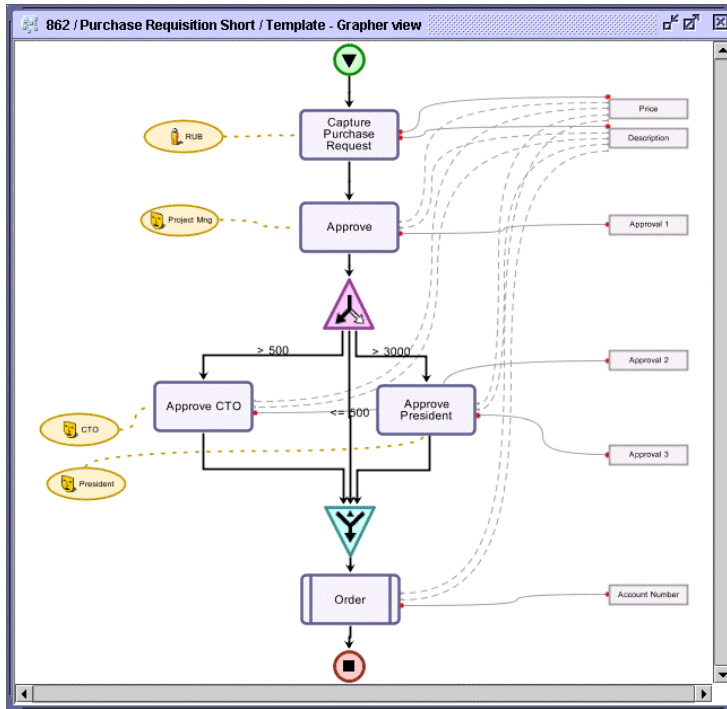 862 / Purchase Requisition Short / Template - Grapher view
Price
Capture
Purchase
Request
RUB
Description
Project Mng
Approve
Approval 1
> 500
> 3000
Approval 2
Approve CTO
Approve
President
<= 500
CTO
Approval 3
President
Order
Account Number